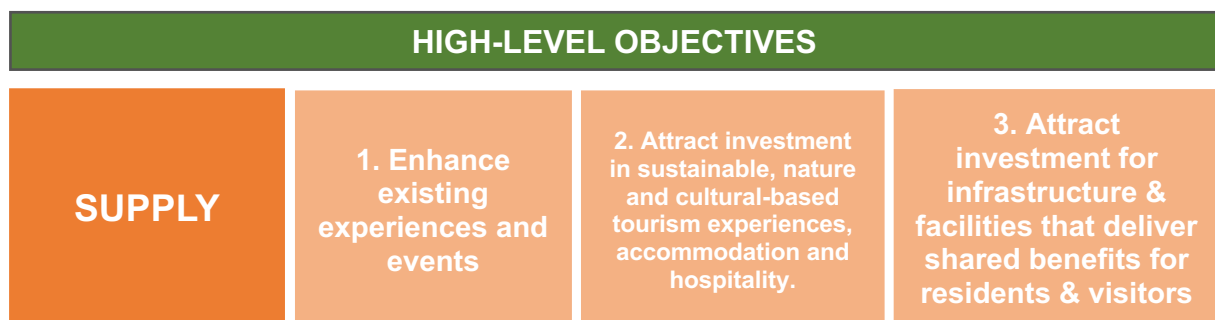 HIGH-LEVEL OBJECTIVES
SUPPLY
1. Enhance
existing
experiences and
events
2. Attract investment
in sustainable, nature
and cultural-based
tourism experiences,
accommodation and
hospitality.
3. Attract
investment for
infrastructure &
facilities that deliver
shared benefits for
residents & visitors